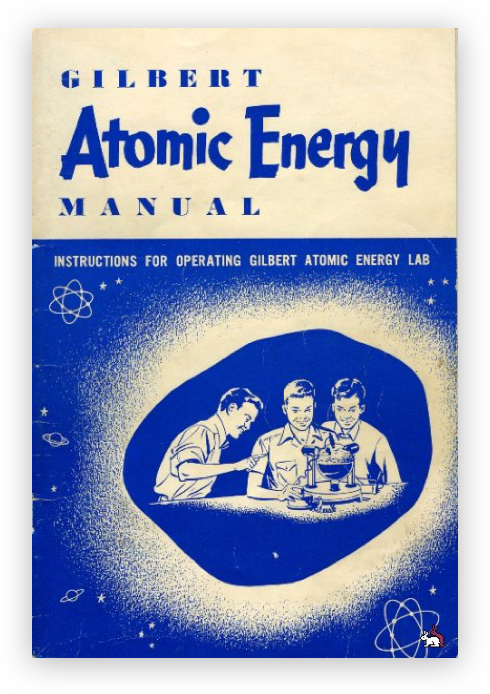 GILBERT
Atomic Energy
MANUAL
INSTRUCTIONS FOR OPERATING GILBERT ATOMIC ENERGY LAB